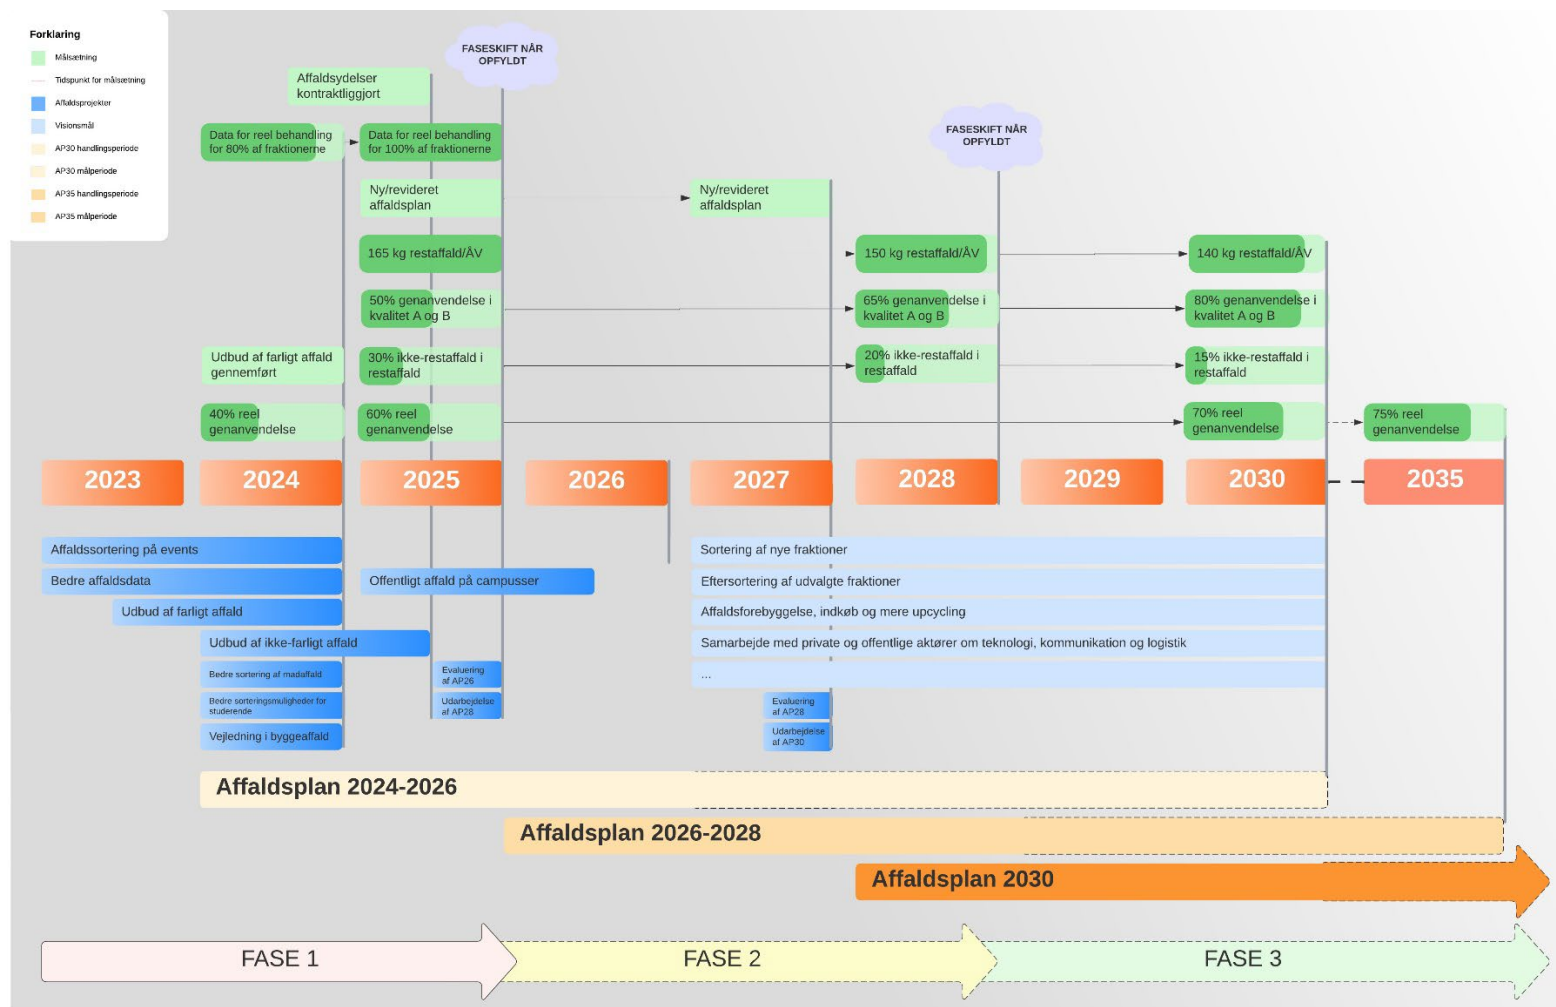 Forklaring
Målsætning
Tidspunkt for målsætning
Affaldsprojekter
Visionsmål
AP30 handlingsperiode
AP30 målperiode
AP35 handlingsperiode
AP35 målperiode
FASESKIFT NÅR
OPFYLDT
Affaldsydelser
kontraktliggjort
FASESKIFT NÅR
OPFYLDT
Data for reel behandling
for 80% af fraktionerne
Data for reel behandling
for 100% af fraktionerne
Ny/revideret
affaldsplan
Ny/revideret
affaldsplan
165 kg restaffald/ÅV
150 kg restaffald/ÅV
140 kg restaffald/ÅV
50% genanvendelse i
kvalitet A og B
65% genanvendelse i
kvalitet A og B
80% genanvendelse i
kvalitet A og B
Udbud af farligt affald
gennemført
30% ikke-restaffald i
restaffald
20% ikke-restaffald i
restaffald
15% ikke-restaffald i
restaffald
40% reel
genanvendelse
60% reel
genanvendelse
70% reel
genanvendelse
75% reel
genanvendelse
2023
2024
2025
2026
2027
2028
2029
2030
2035
Affaldssortering på events
Sortering af nye fraktioner
Bedre affaldsdata
Offentligt affald på campusser
Eftersortering af udvalgte fraktioner
Udbud af farligt affald
Affaldsforebyggelse, indkøb og mere upcycling
Udbud af ikke-farligt affald
Samarbejde med private og offentlige aktører om teknologi, kommunikation og logistik
Bedre sortering af madaffald
Evaluering
af AP26
...
Bedre sorteringsmuligheder for
studerende
Udarbejdelse
af AP28
Evaluering
af AP28
Vejledning i byggeaffald
Udarbejdelse
af AP30
Affaldsplan 2024-2026
Affaldsplan 2026-2028
Affaldsplan 2030
FASE 1
FASE 2
FASE 3